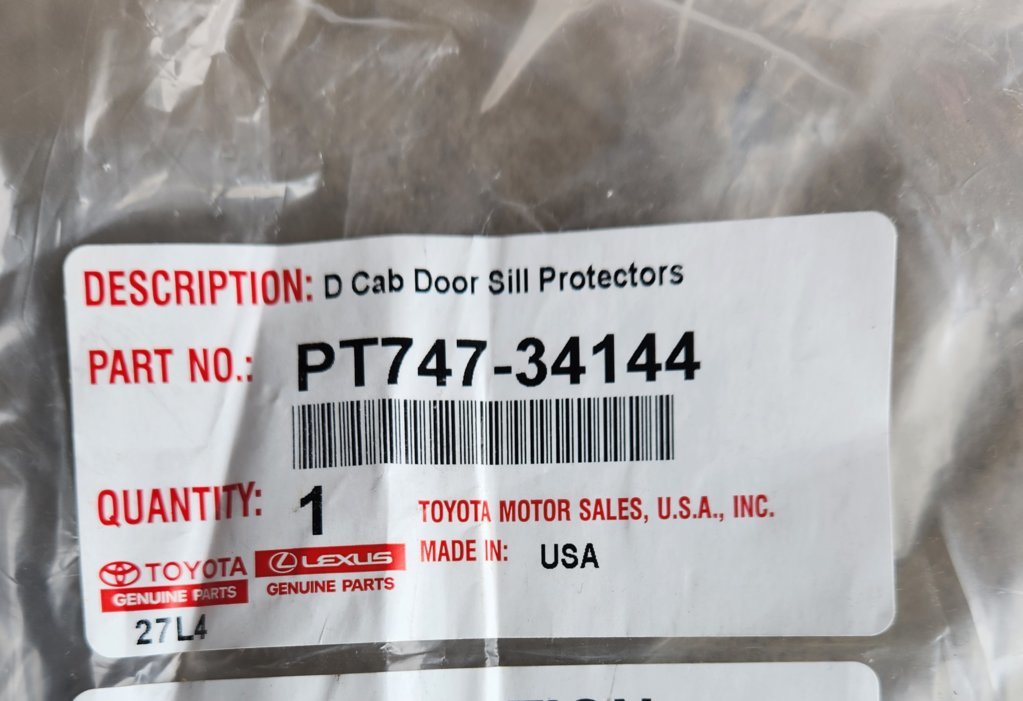 DESCRIPTION: D Cab Door Sill Protectors
PART NO.: PT747-34144
QUANTITY: 1
TOYOTA MOTOR SALES, U.S.A., INC.
MADE IN: USA
TOYOTA
GENUINE PARTS
LEXUS
GENUINE PARTS
27L4